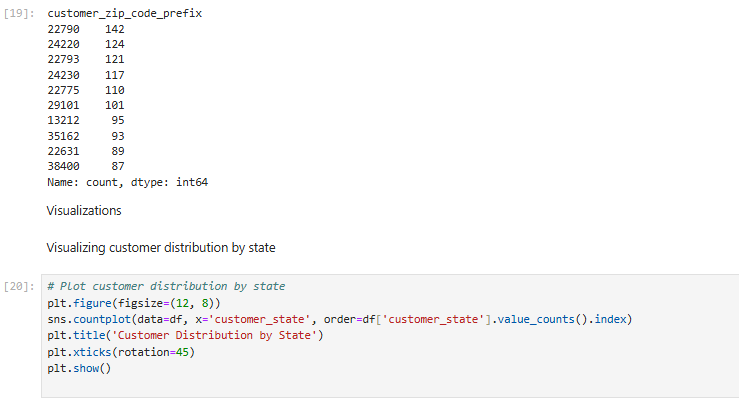 [19]: customer_zip_code_prefix
22790    142
24220    124
22793    121
24230    117
22775    110
29101    101
13212     95
35162     93
22631     89
38400     87
Name: count, dtype: int64
Visualizations
Visualizing customer distribution by state
[20]: # Plot customer distribution by state
plt.figure(figsize=(12, 8))
sns.countplot(data=df, x='customer_state', order=df['customer_state'].value_counts().index)
plt.title('Customer Distribution by State')
plt.xticks(rotation=45)
plt.show()